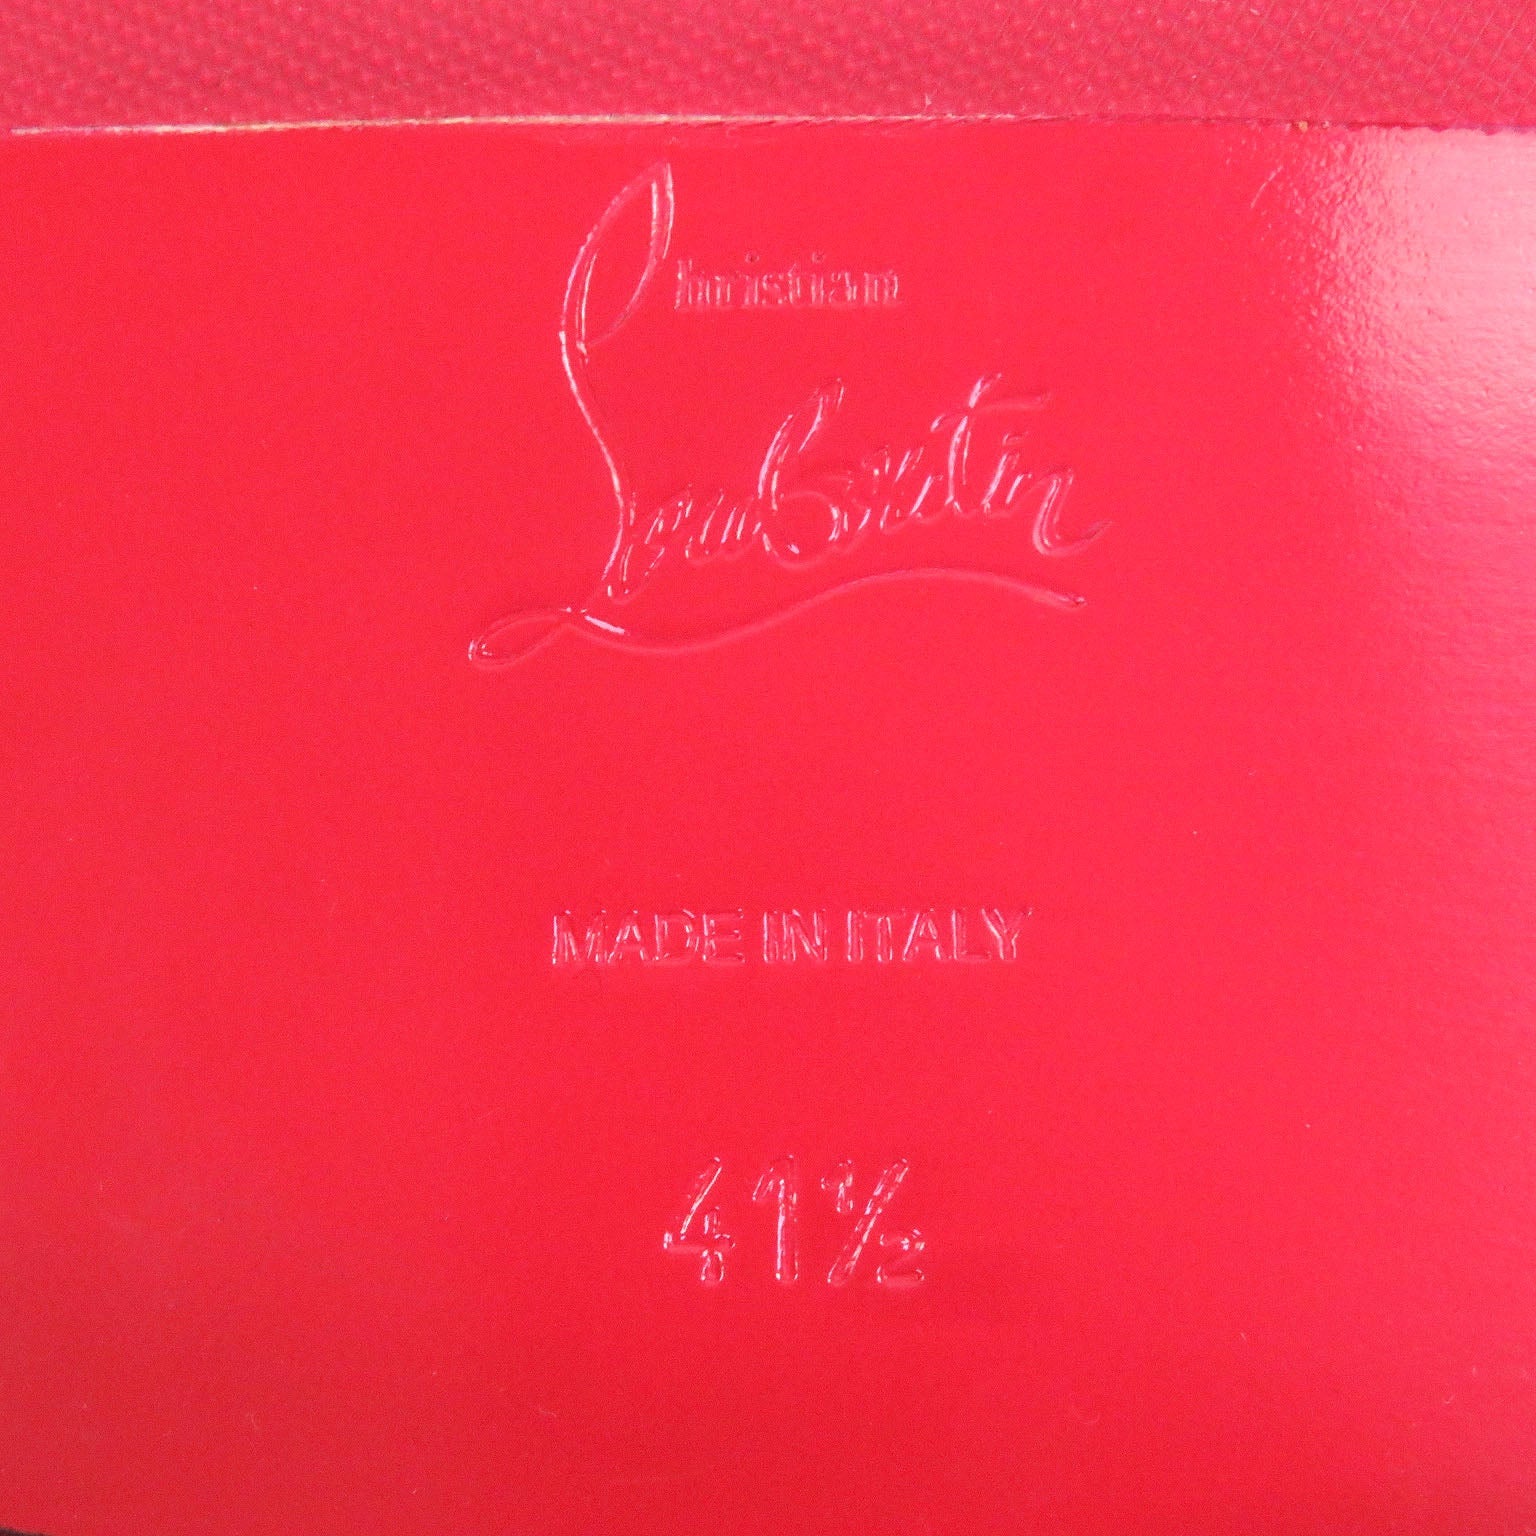 Christian
Louboutin
MADE IN ITALY
41½